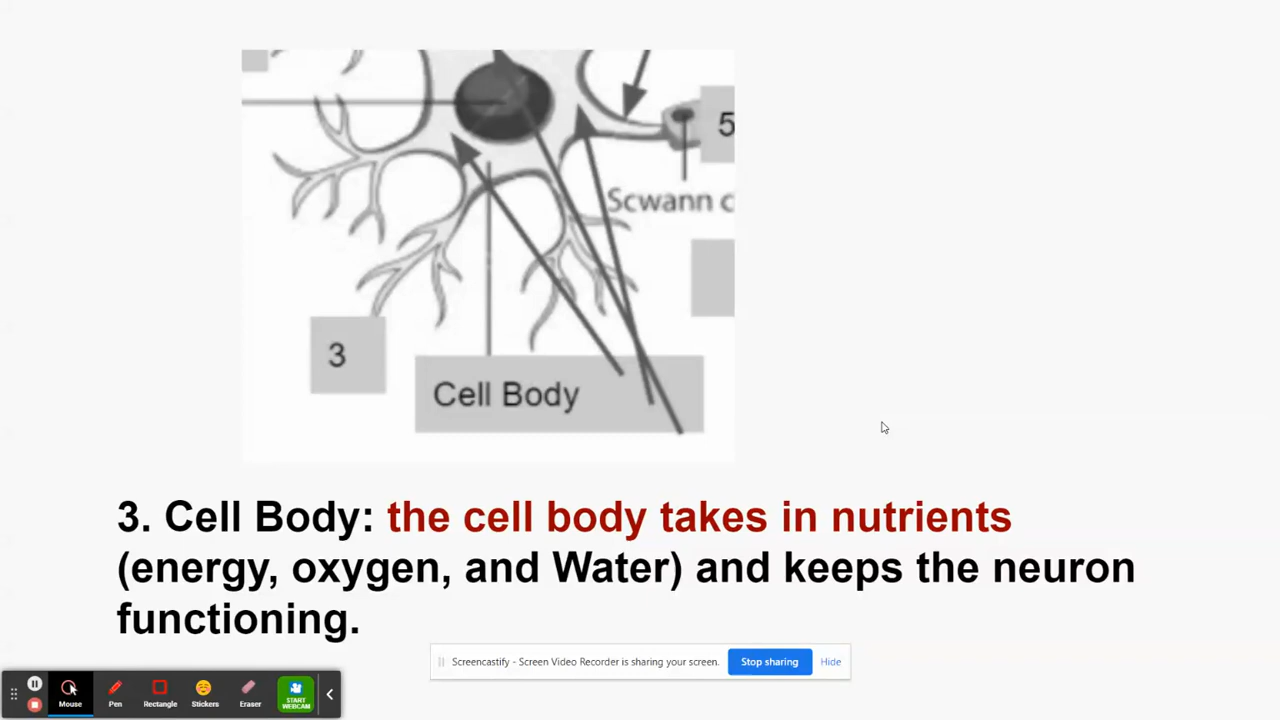 5
Scwann c
3
Cell Body
3. Cell Body: the cell body takes in nutrients
(energy, oxygen, and Water) and keeps the neuron
functioning.
Screencastify - Screen Video Recorder is sharing your screen.
Stop sharing
Hide
Mouse
Pen
Rectangle
Stickers
Eraser
START
WEBCAM